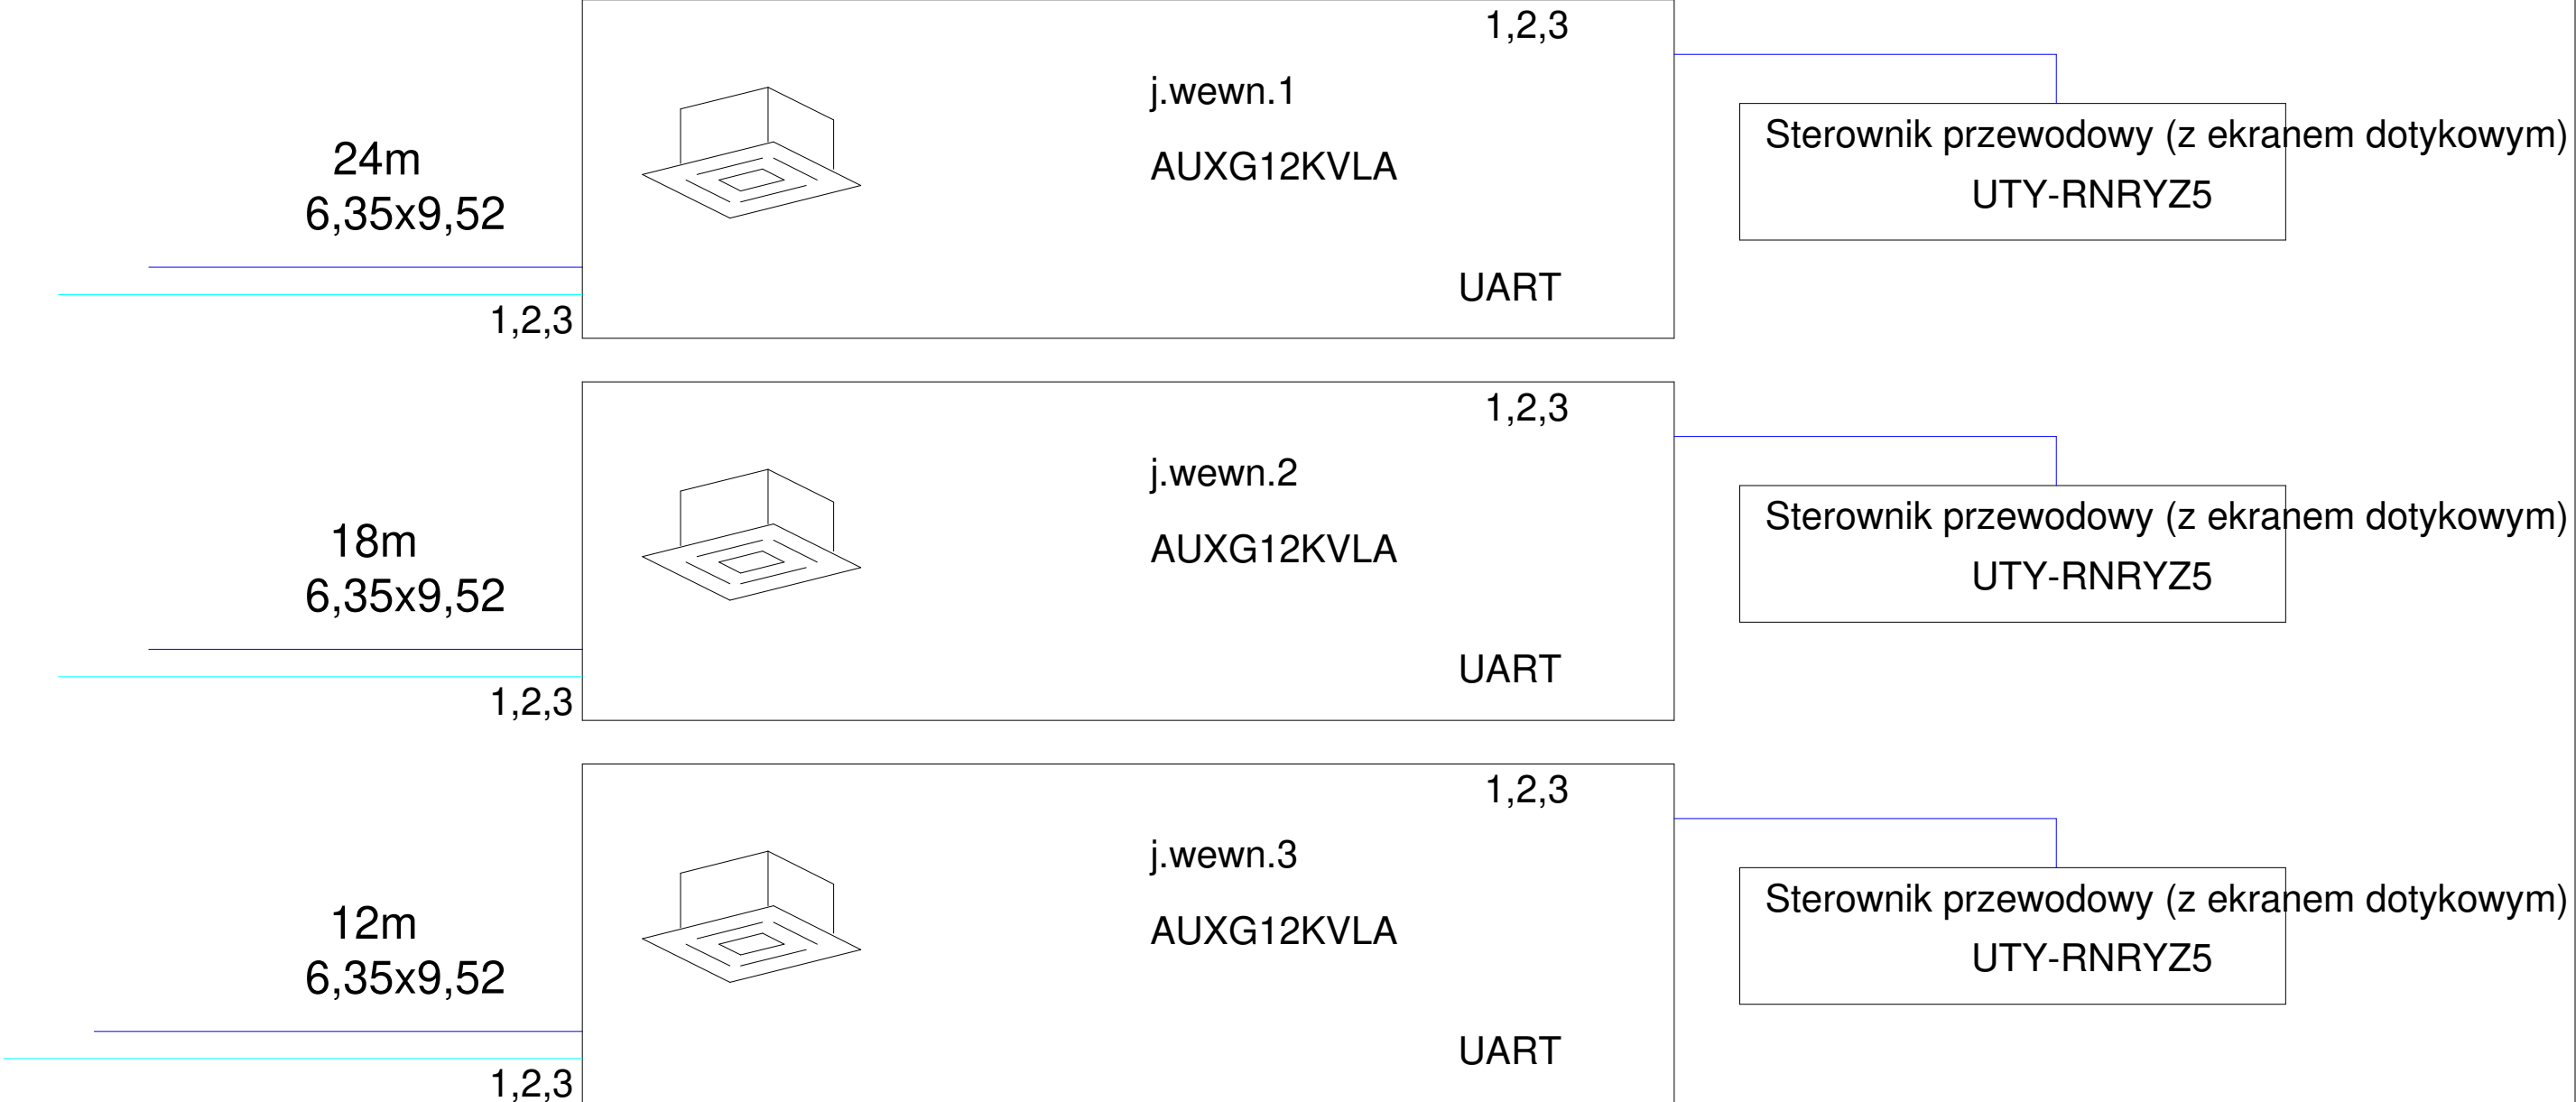 1,2,3
j.wewn.1
24m
AUXG12KVLA
Sterownik przewodowy (z ekranem dotykowym)
6,35x9,52
UTY-RNRYZ5
UART
1,2,3
1,2,3
j.wewn.2
18m
AUXG12KVLA
Sterownik przewodowy (z ekranem dotykowym)
6,35x9,52
UTY-RNRYZ5
UART
1,2,3
1,2,3
j.wewn.3
12m
AUXG12KVLA
Sterownik przewodowy (z ekranem dotykowym)
6,35x9,52
UTY-RNRYZ5
UART
1,2,3